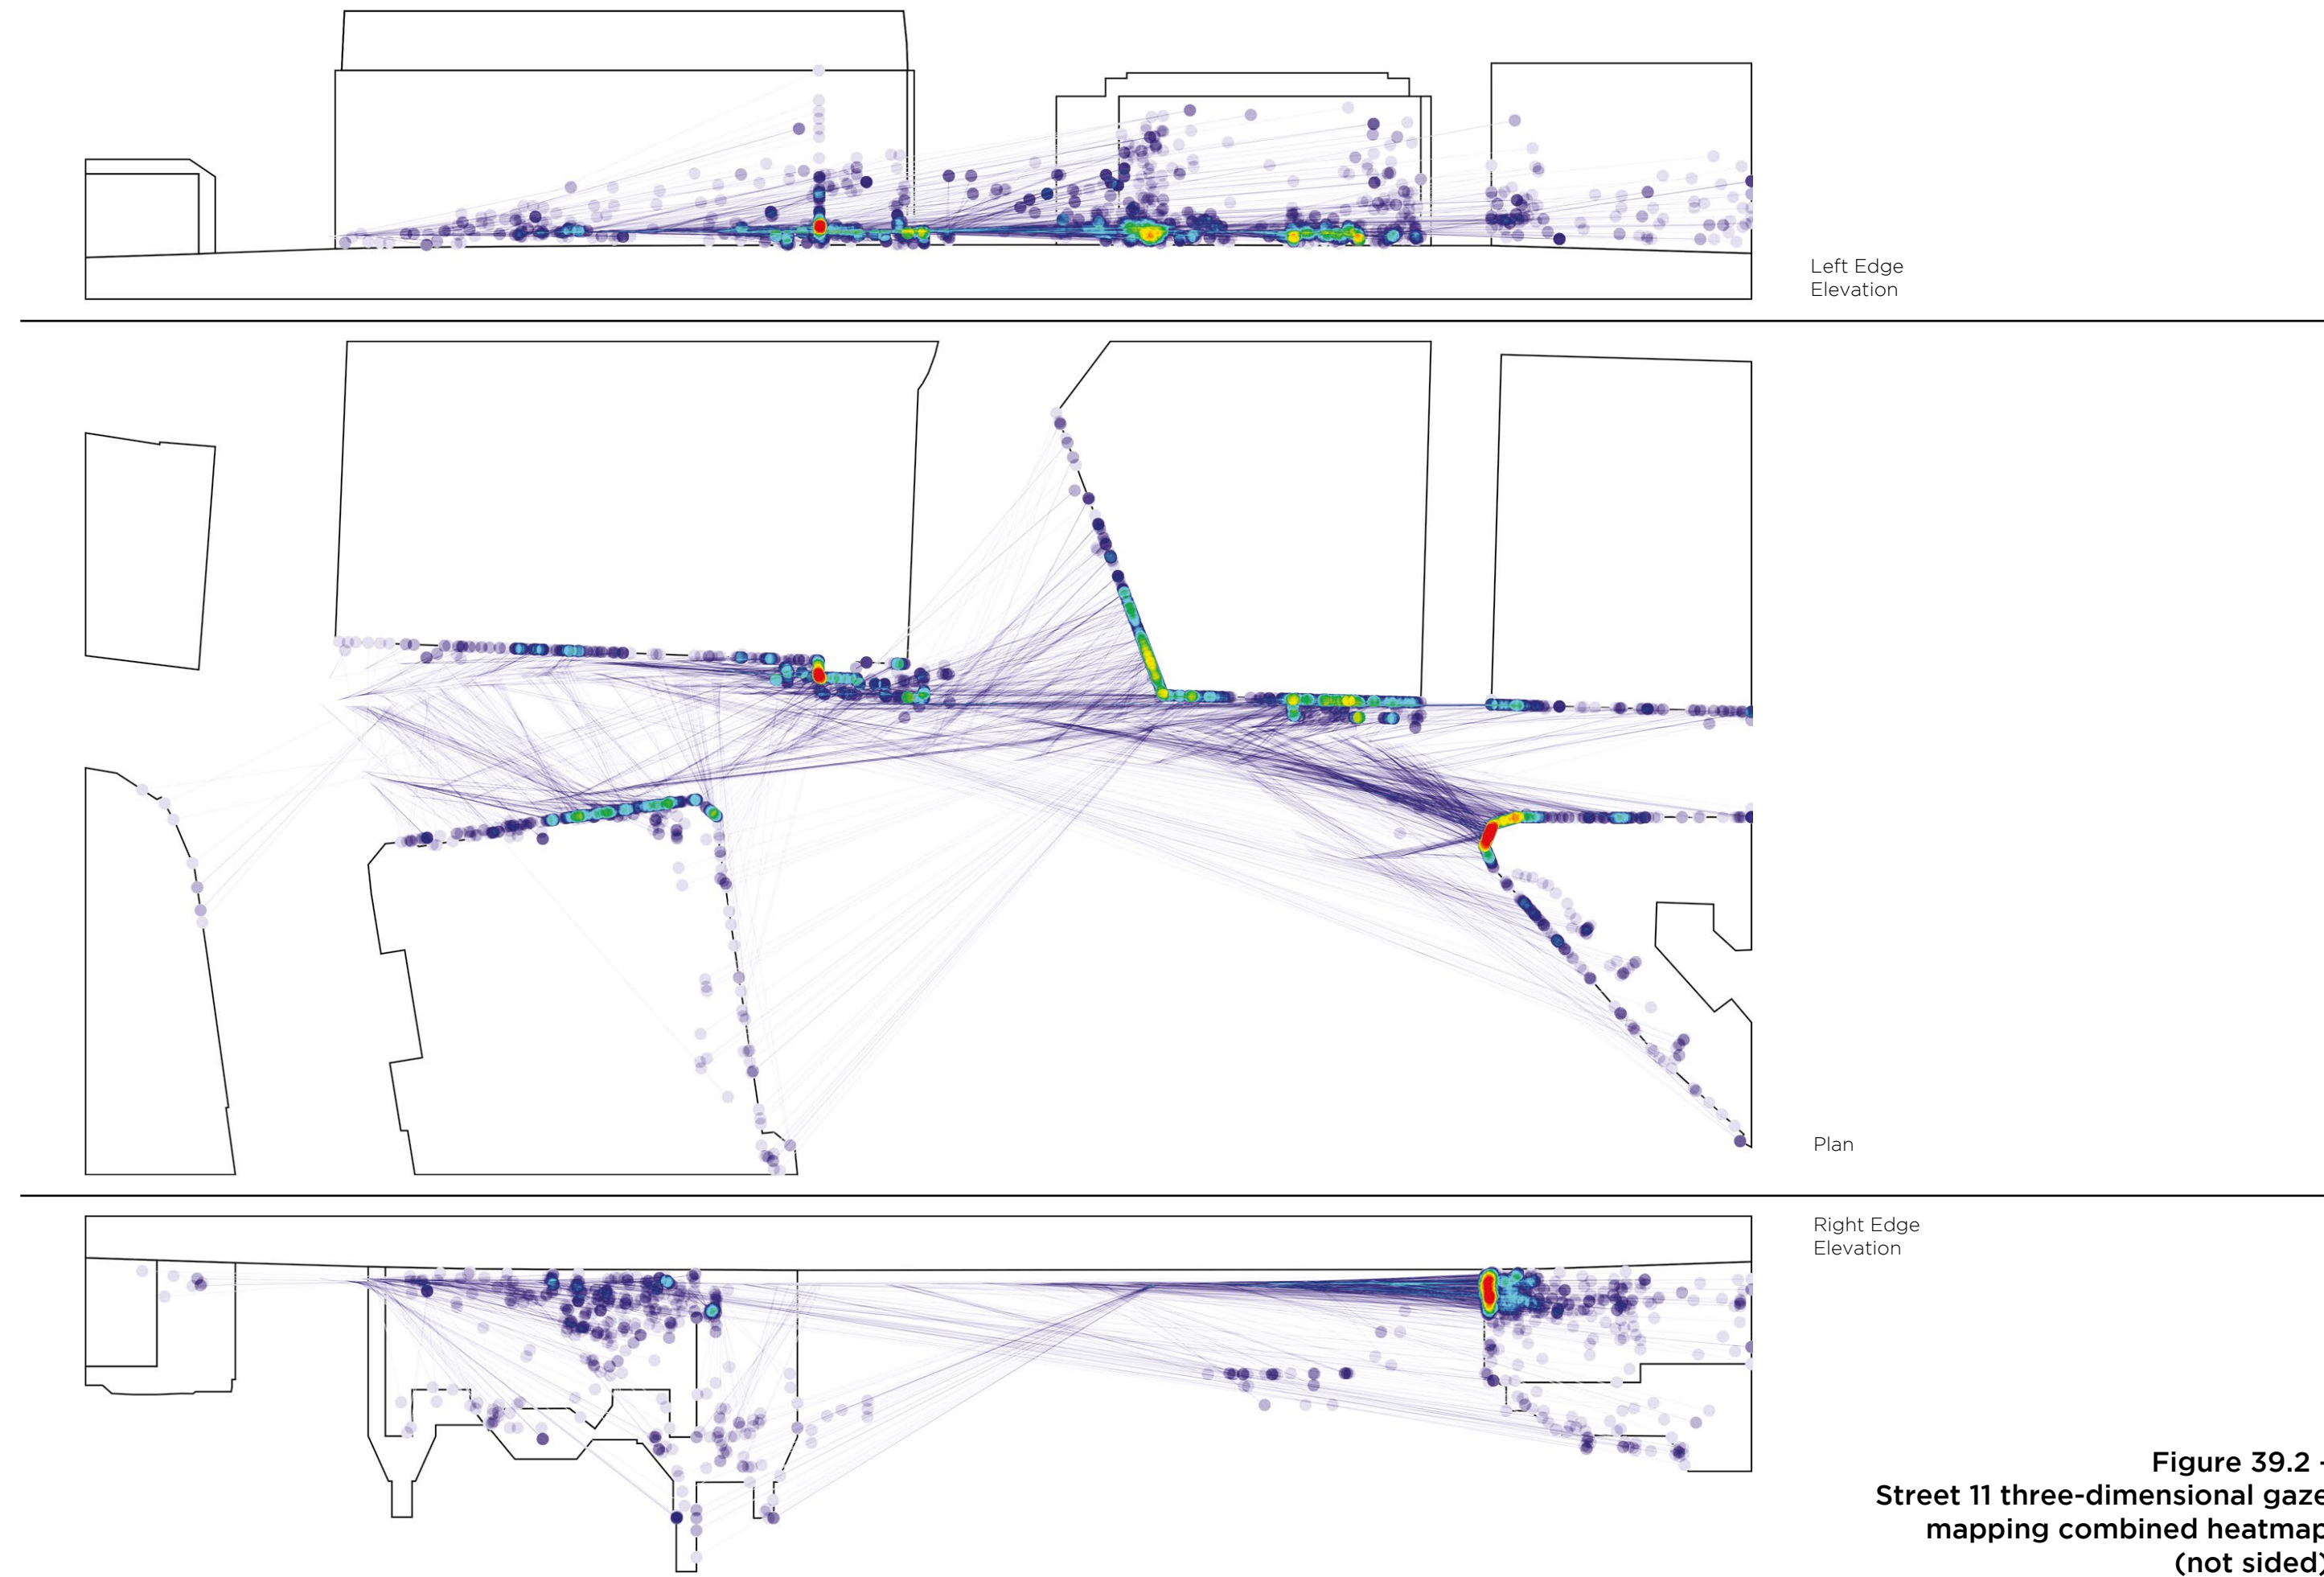 Left Edge
Elevation
Plan
Right Edge
Elevation
Figure 39.2 -
Street 11 three-dimensional gaze
mapping combined heatmap
(not sided)